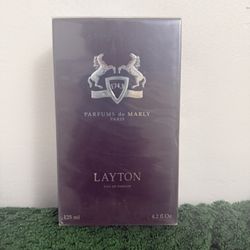 1743
PARFUMS de MARLY
PARIS
LAYTON
EAU DE PARFUM
125 ml 4.2 fl Oz